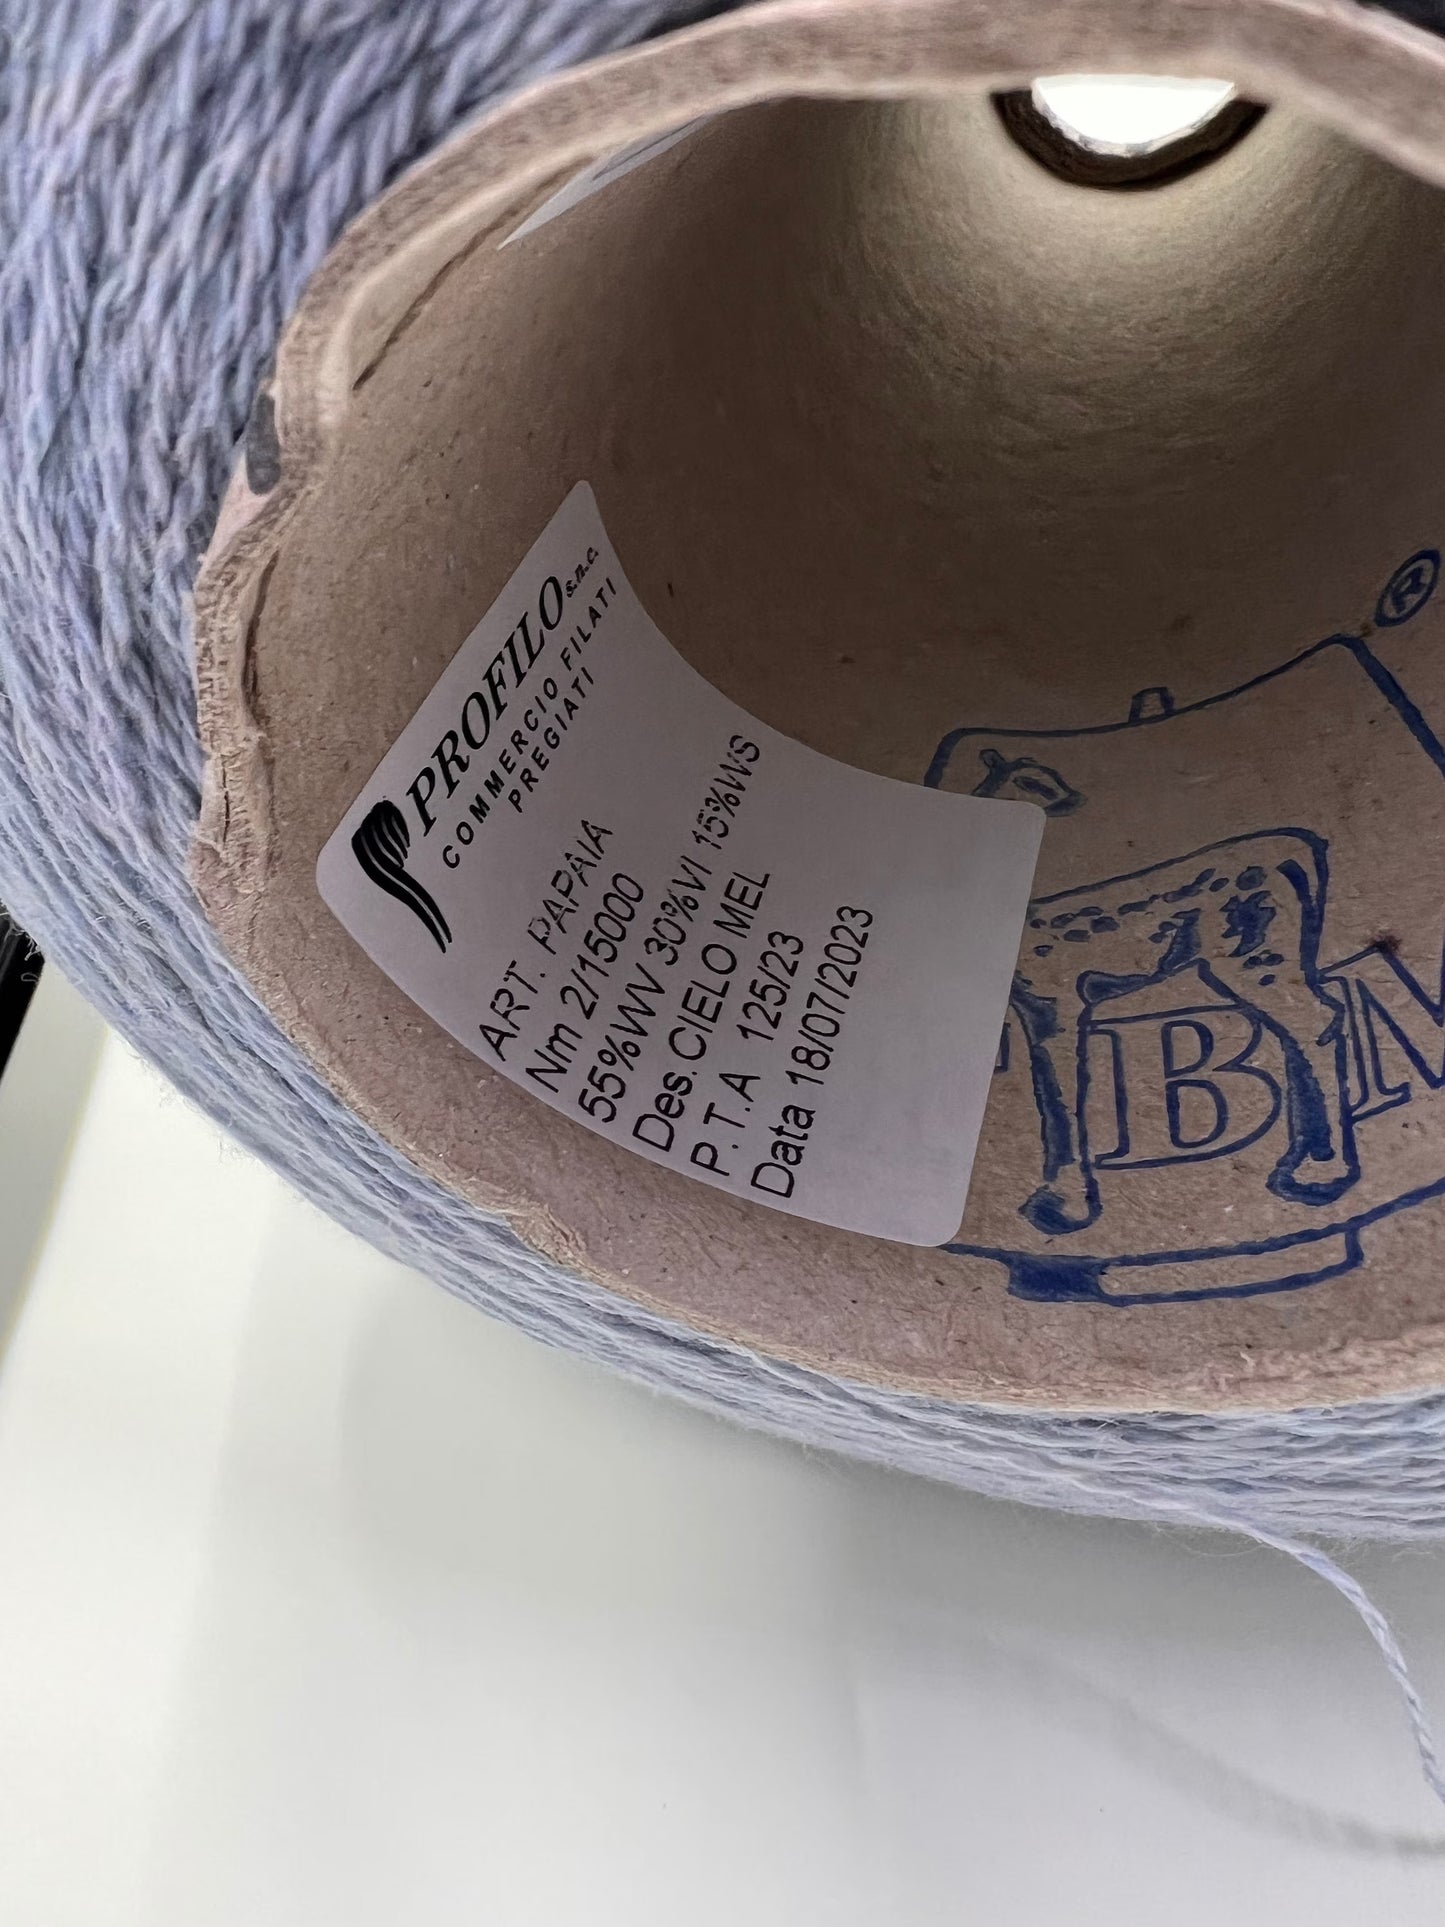 PROFILO s.n.c.
COMMERCIO FILATI
PREGIATI
ART. PAPAIA
Nm 2/15000
55%WV 30%VI 15%WS
Des.CIELO MEL
P.T.A 125/23
Data 18/07/2023
®
BM